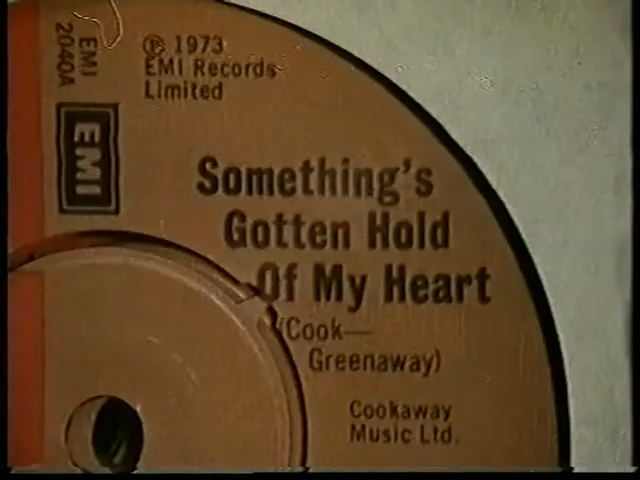 EMI
2040A
℗ 1973
EMI Records
Limited
EMI
Something's
Gotten Hold
Of My Heart
(Cook—
Greenaway)
Cookaway
Music Ltd.